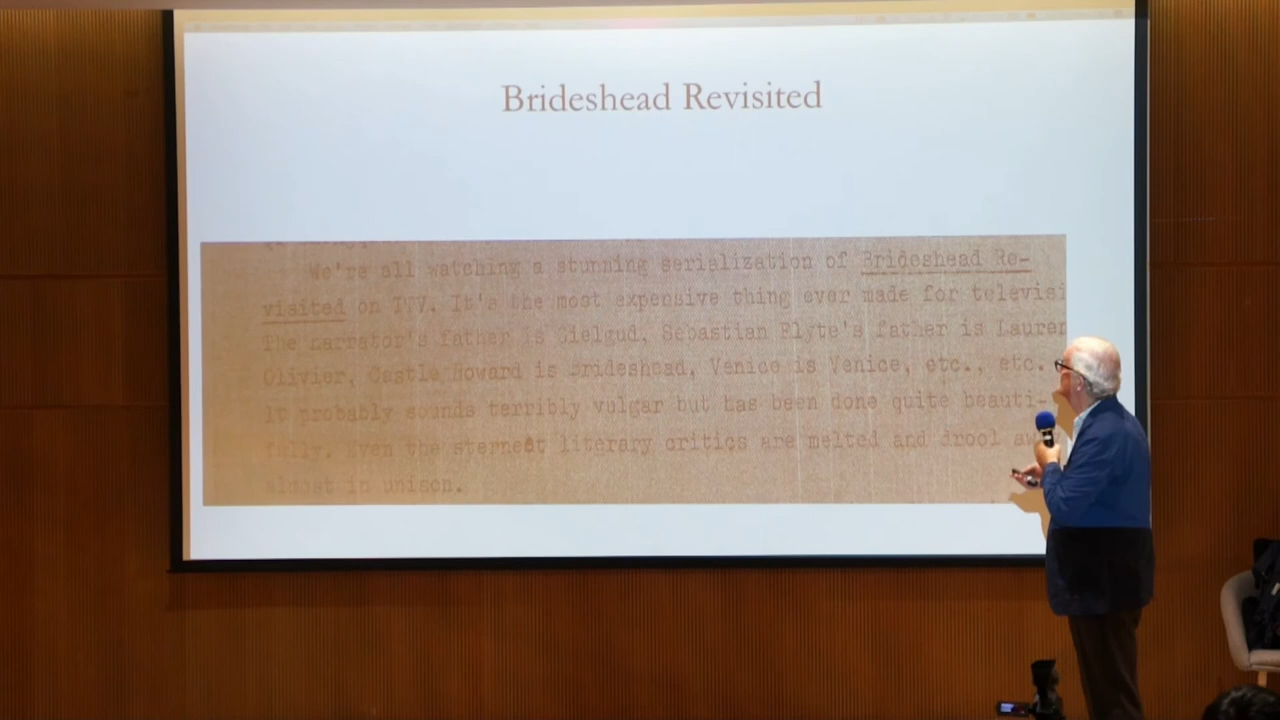 Brideshead Revisited
We're all watching a stunning serialization of Brideshead Re-
visited on ITV. It's the most expensive thing ever made for televisi
The narrator's father is Gielgud, Sebastian Flyte's father is Lauren
Olivier, Castle Howard is Brideshead, Venice is Venice, etc., etc.
It probably sounds terribly vulgar but has been done quite beauti-
fully. Even the sternest literary critics are melted and drool aw
almost in unison.